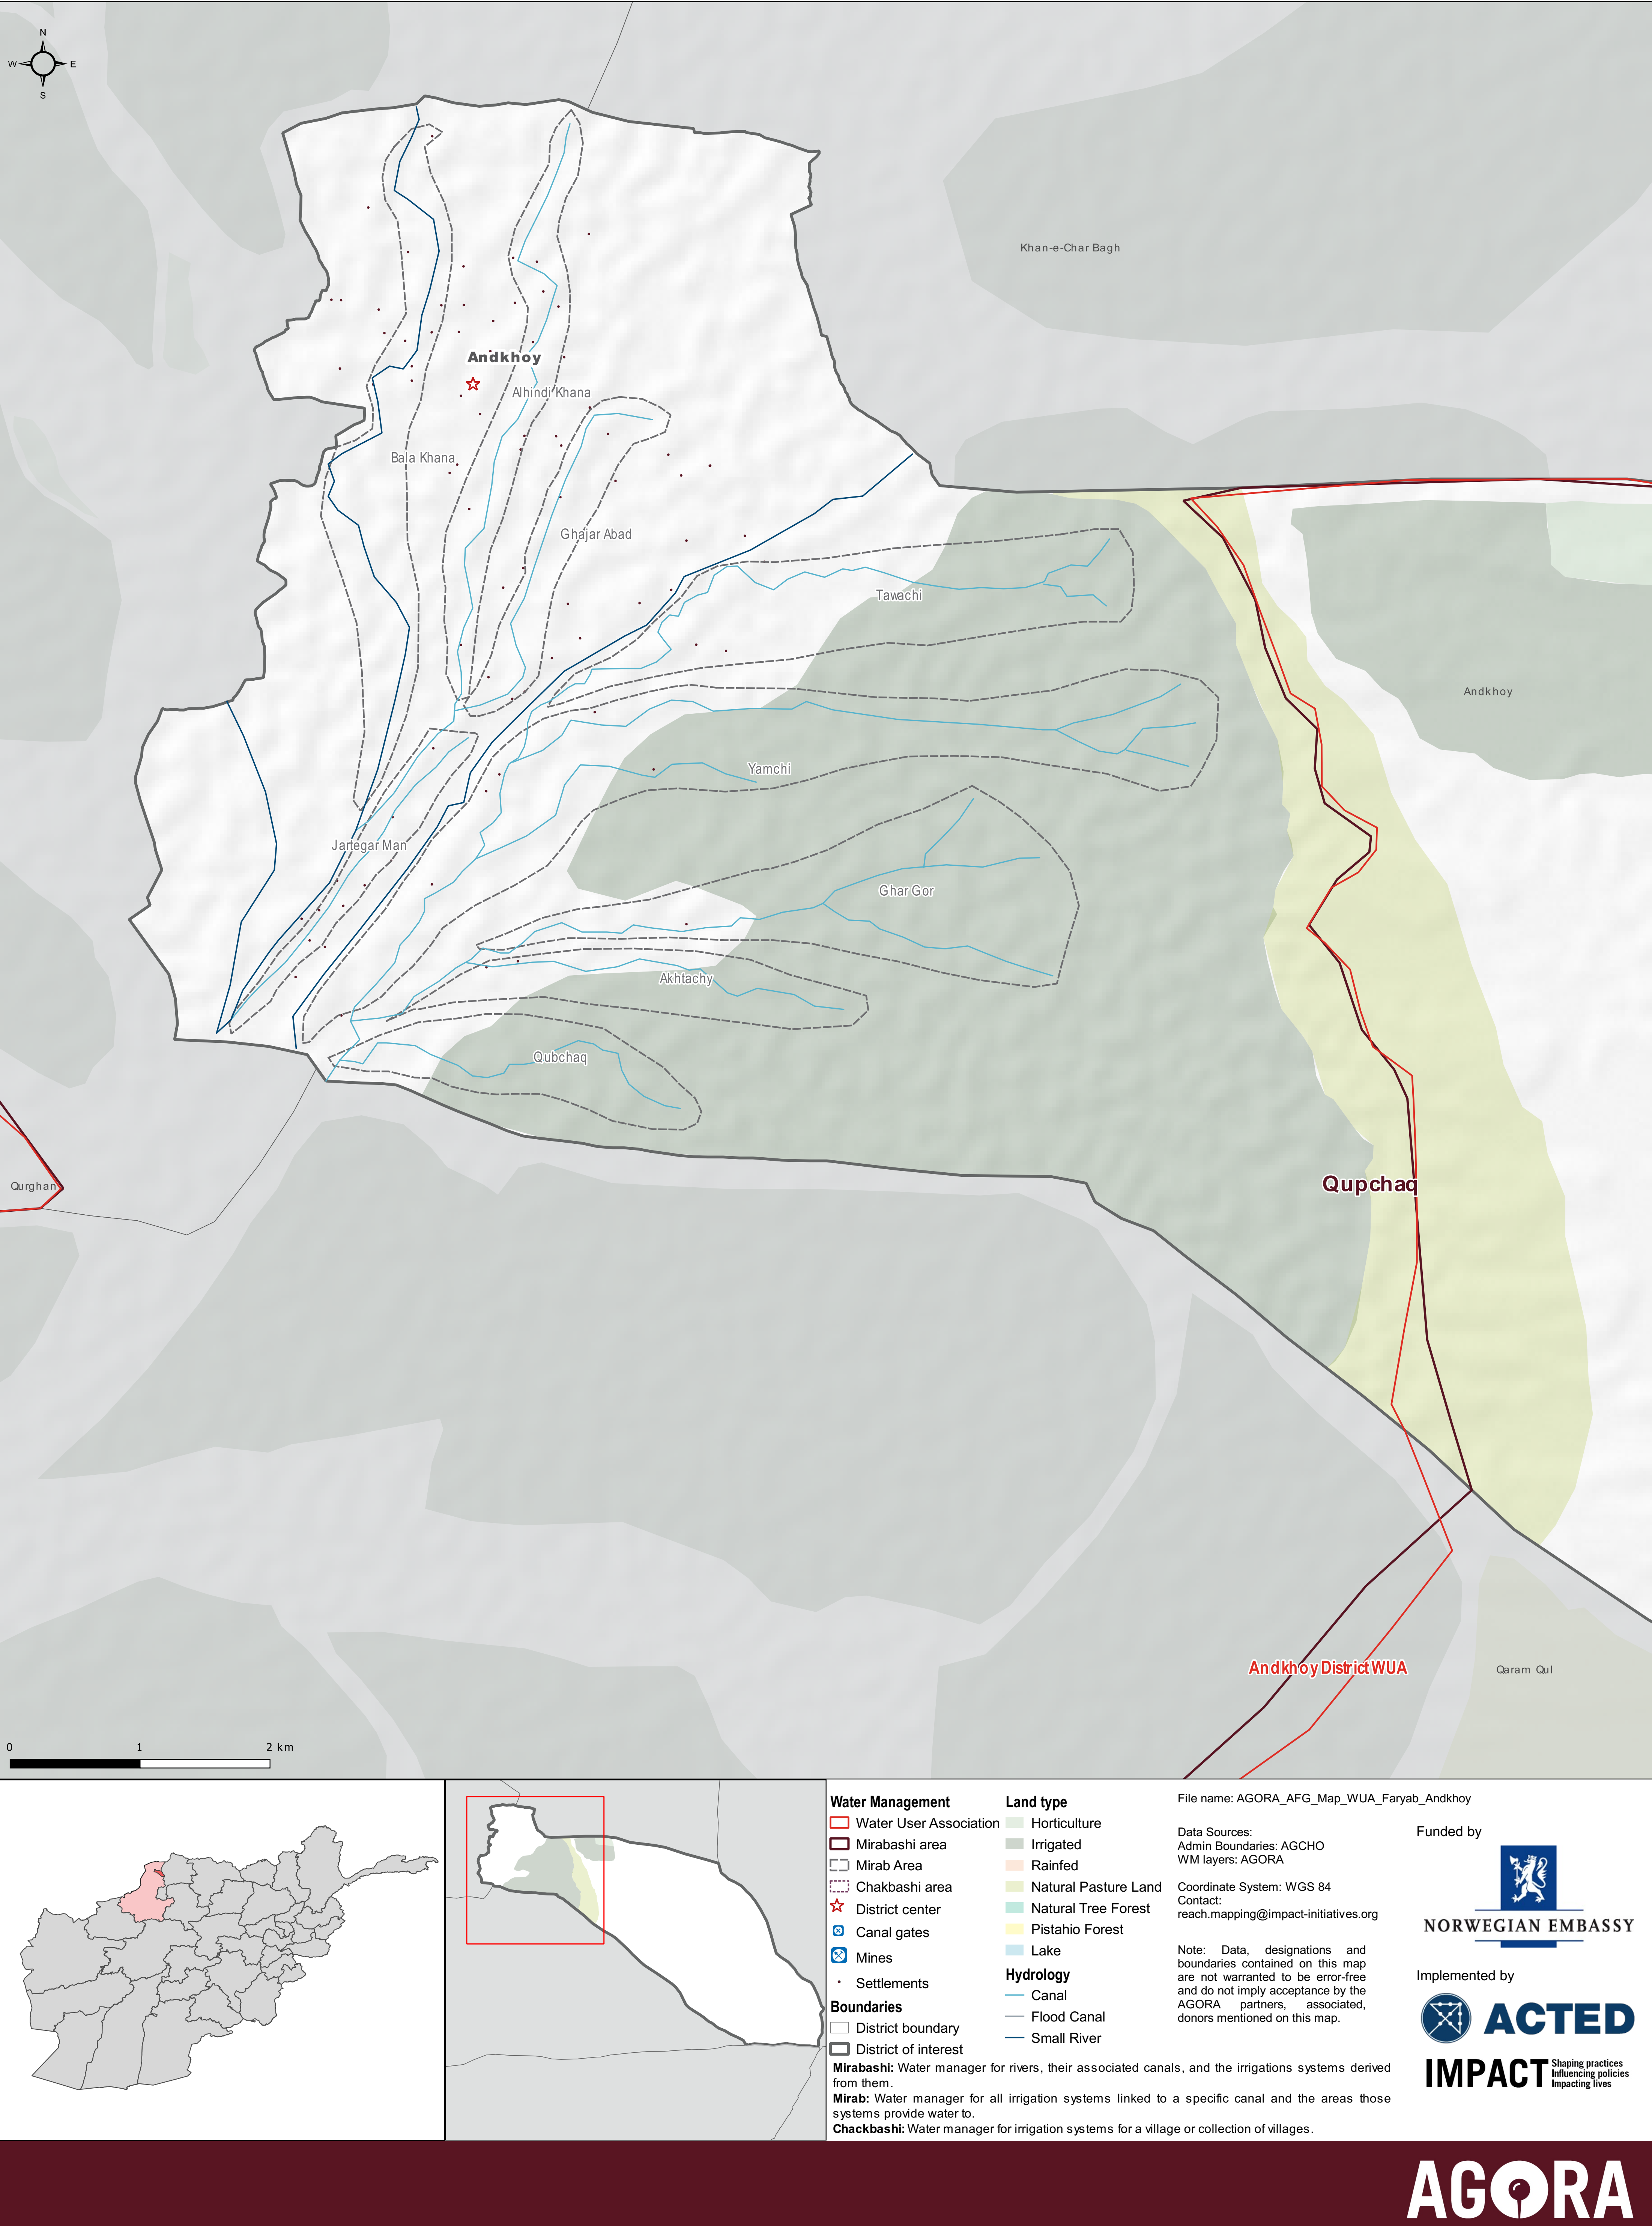 N
W E
S
Khan-e-Char Bagh
Andkhoy
Alhindi Khana
Bala Khana
Ghajar Abad
Tawachi
Andkhoy
Yamchi
Jartegar Man
Ghar Gor
Akhtachy
Qubchaq
Qurghan
Qupchaq
Andkhoy District WUA
Qaram Qul
0 1 2 km
Water Management
Water User Association
Mirabashi area
Mirab Area
Chakbashi area
District center
Canal gates
Mines
Settlements
Boundaries
District boundary
District of interest
Land type
Horticulture
Irrigated
Rainfed
Natural Pasture Land
Natural Tree Forest
Pistahio Forest
Lake
Hydrology
Canal
Flood Canal
Small River
File name: AGORA_AFG_Map_WUA_Faryab_Andkhoy
Data Sources:
Admin Boundaries: AGCHO
WM layers: AGORA
Coordinate System: WGS 84
Contact:
reach.mapping@impact-initiatives.org
Note: Data, designations and
boundaries contained on this map
are not warranted to be error-free
and do not imply acceptance by the
AGORA partners, associated,
donors mentioned on this map.
Funded by
NORWEGIAN EMBASSY
Implemented by
ACTED
IMPACT Shaping practices
Influencing policies
Impacting lives
Mirabashi: Water manager for rivers, their associated canals, and the irrigations systems derived
from them.
Mirab: Water manager for all irrigation systems linked to a specific canal and the areas those
systems provide water to.
Chackbashi: Water manager for irrigation systems for a village or collection of villages.
AGORA